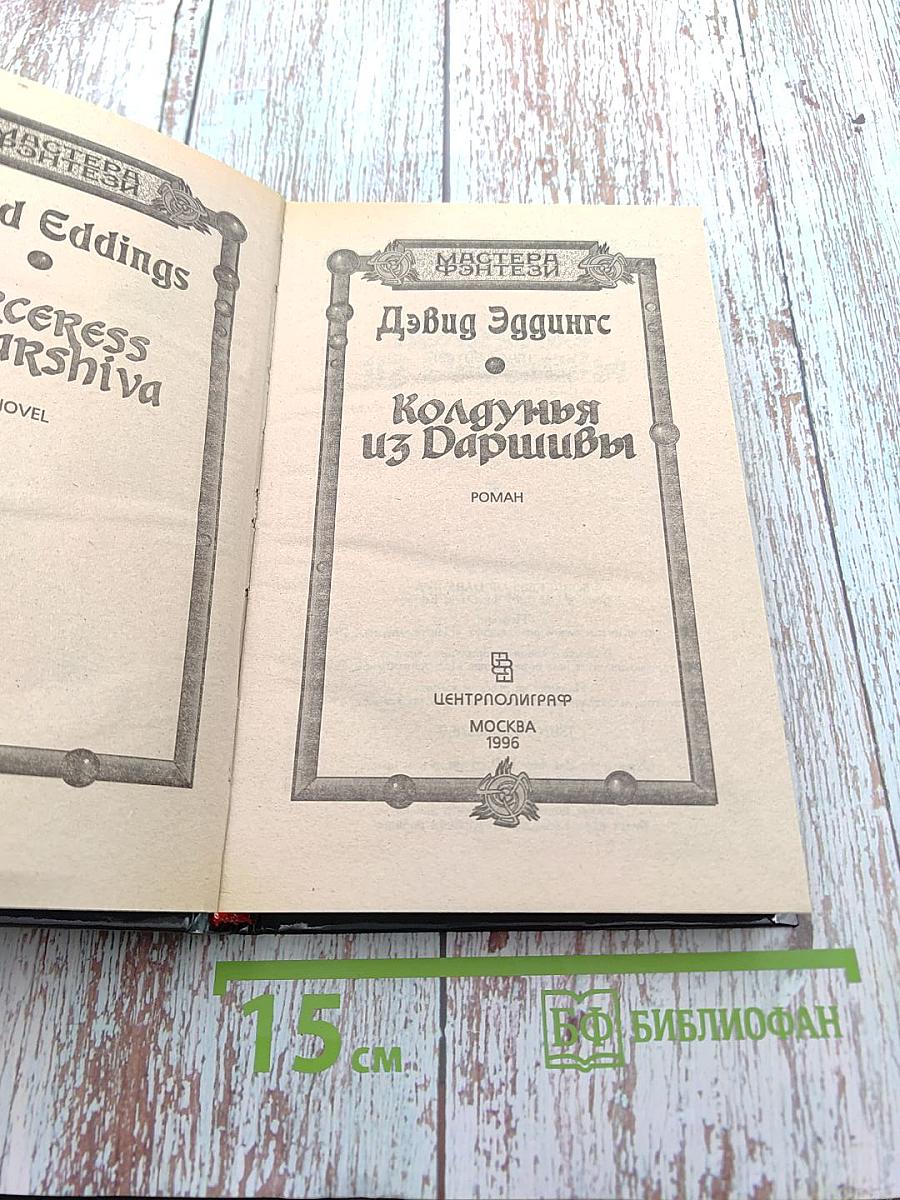 МАСТЕРА
ФЭНТЕЗИ
d Eddings
rceress
arshiva
NOVEL
МАСТЕРА
ФЭНТЕЗИ
Дэвид Эддингс
Колдунья
из Даршивы
РОМАН
ЦЕНТРПОЛИГРАФ
МОСКВА
1996
15 см
БФ БИБЛИОФАН